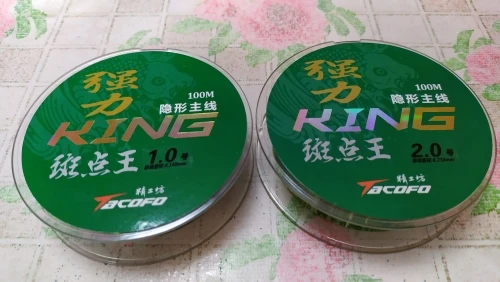 强力
100M
隐形主线
KING
斑点王
1.0号
精工坊
TACOFO
强力
100M
隐形主线
KING
斑点王
2.0号
精工坊
TACOFO